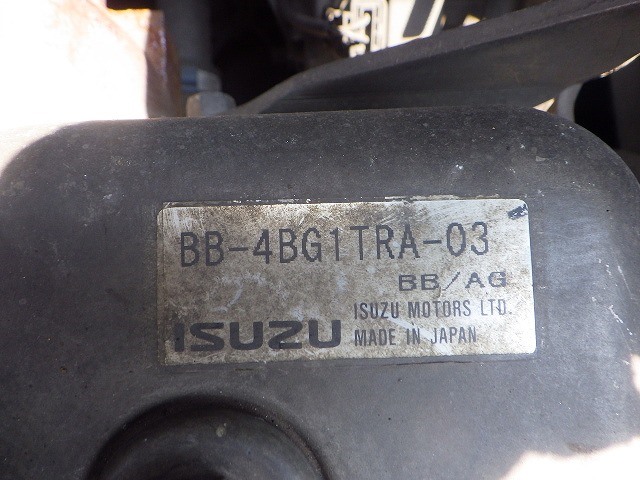 BB-4BG1TRA-03
BB/AG
ISUZU MOTORS LTD.
ISUZU MADE IN JAPAN